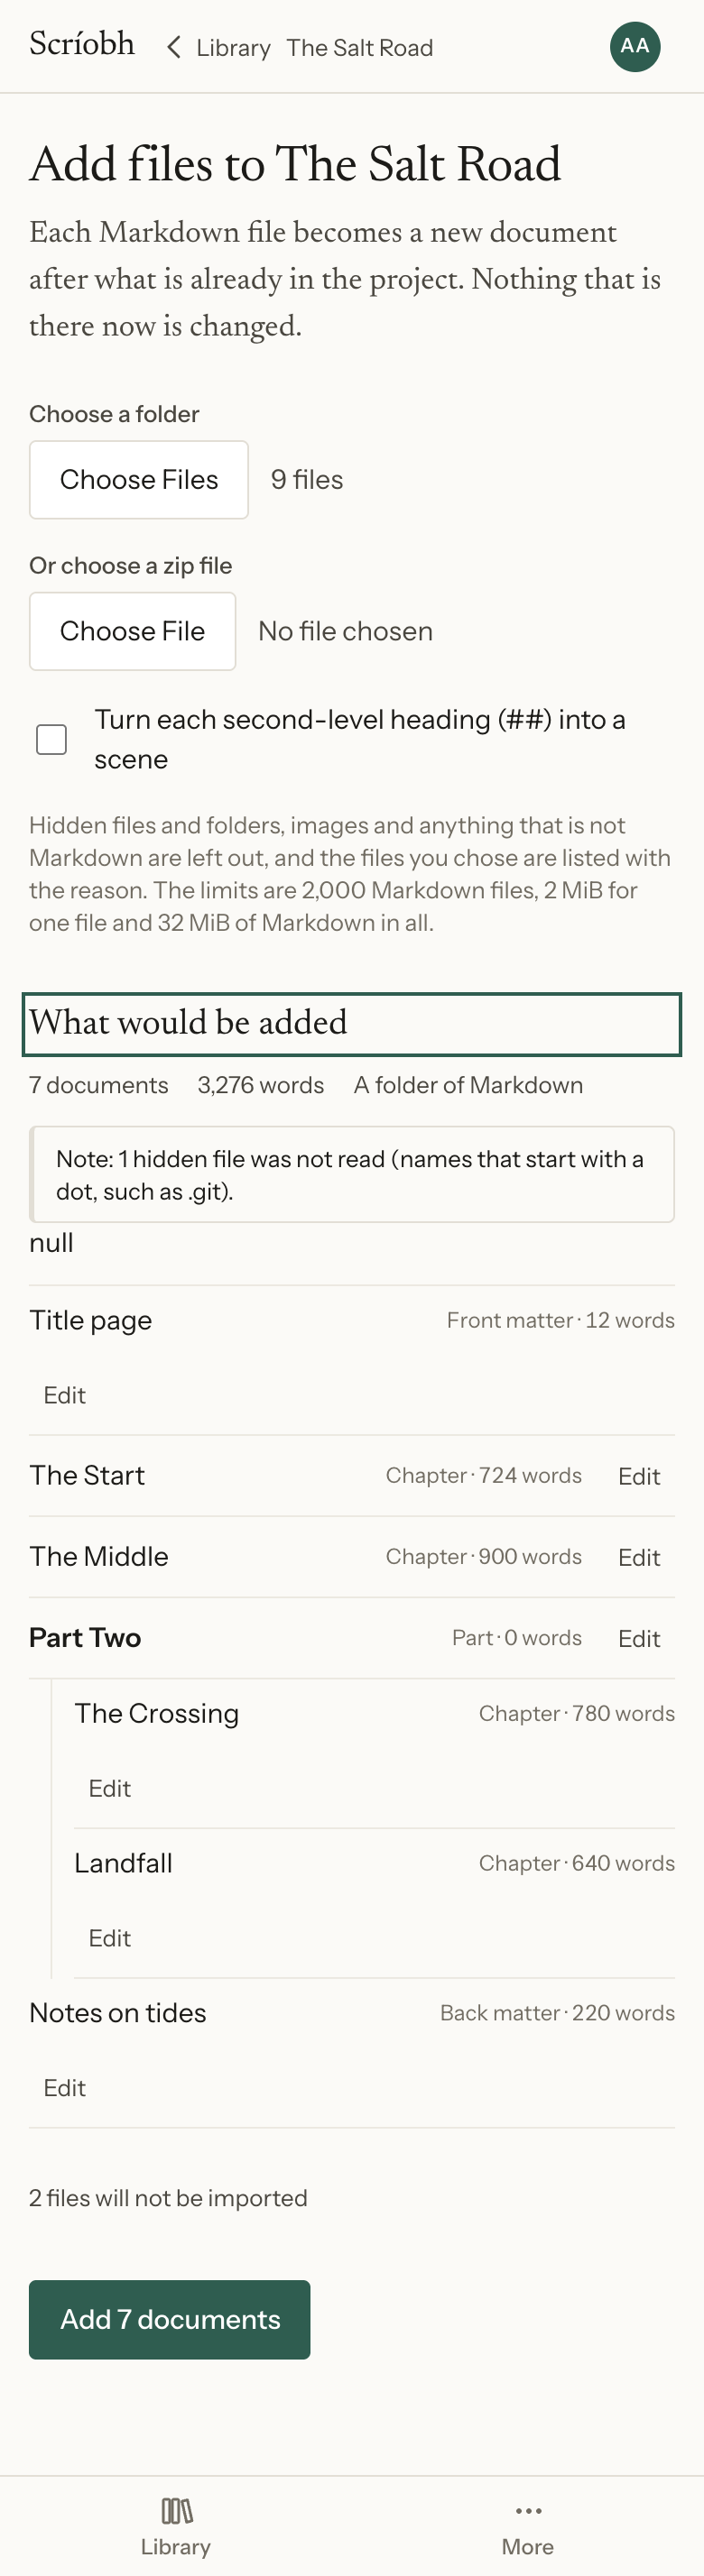 Scríobh
Library The Salt Road
AA
Add files to The Salt Road
Each Markdown file becomes a new document
after what is already in the project. Nothing that is
there now is changed.
Choose a folder
Choose Files 9 files
Or choose a zip file
Choose File No file chosen
Turn each second-level heading (##) into a
scene
Hidden files and folders, images and anything that is not
Markdown are left out, and the files you chose are listed with
the reason. The limits are 2,000 Markdown files, 2 MiB for
one file and 32 MiB of Markdown in all.
What would be added
7 documents 3,276 words A folder of Markdown
Note: 1 hidden file was not read (names that start with a
dot, such as .git).
null
Title page Front matter · 12 words
Edit
The Start Chapter · 724 words Edit
The Middle Chapter · 900 words Edit
Part Two Part · 0 words Edit
The Crossing Chapter · 780 words
Edit
Landfall Chapter · 640 words
Edit
Notes on tides Back matter · 220 words
Edit
2 files will not be imported
Add 7 documents
Library More